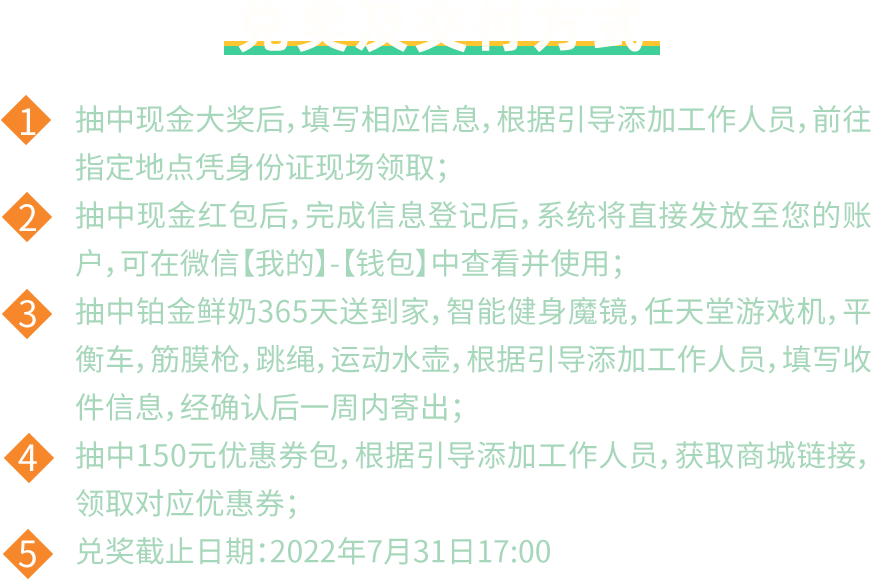 兑奖及交付方式
1 抽中现金大奖后，填写相应信息，根据引导添加工作人员，前往
指定地点凭身份证现场领取；
2 抽中现金红包后，完成信息登记后，系统将直接发放至您的账
户，可在微信【我的】-【钱包】中查看并使用；
3 抽中铂金鲜奶365天送到家，智能健身魔镜，任天堂游戏机，平
衡车，筋膜枪，跳绳，运动水壶，根据引导添加工作人员，填写收
件信息，经确认后一周内寄出；
4 抽中150元优惠券包，根据引导添加工作人员，获取商城链接，
领取对应优惠券；
5 兑奖截止日期：2022年7月31日17:00